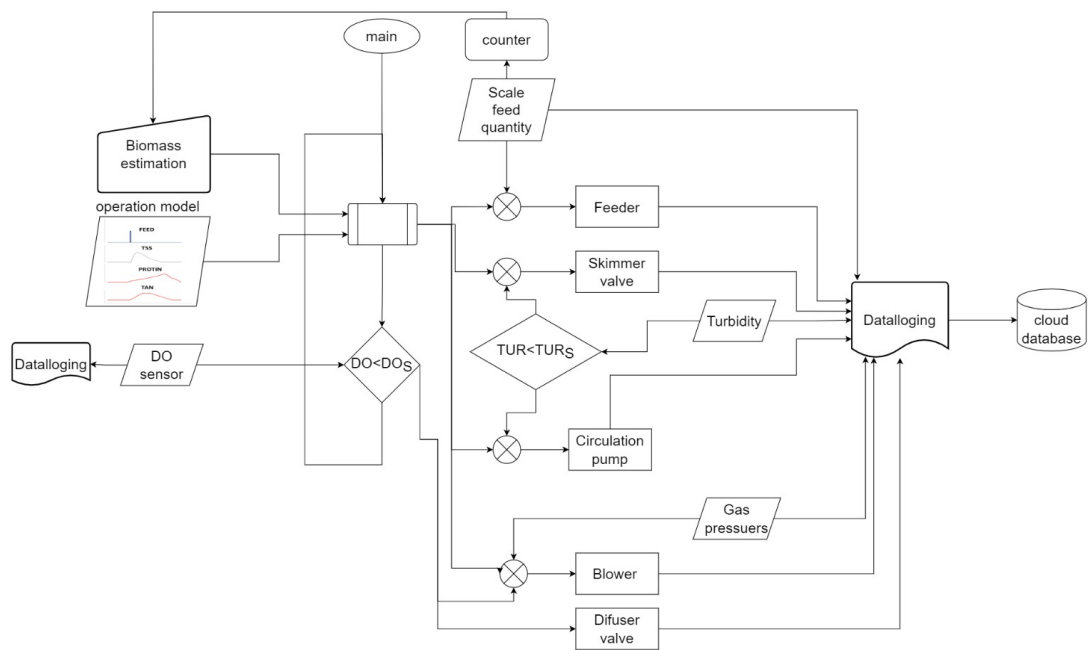 main
counter
Scale
feed
quantity
Biomass
estimation
operation model
FEED
TSS
PROTIN
TAN
Feeder
Skimmer
valve
Turbidity
Datalloging
cloud
database
TUR<TURS
Datalloging
DO
sensor
DO<DOS
Circulation
pump
Gas
pressuers
Blower
Difuser
valve